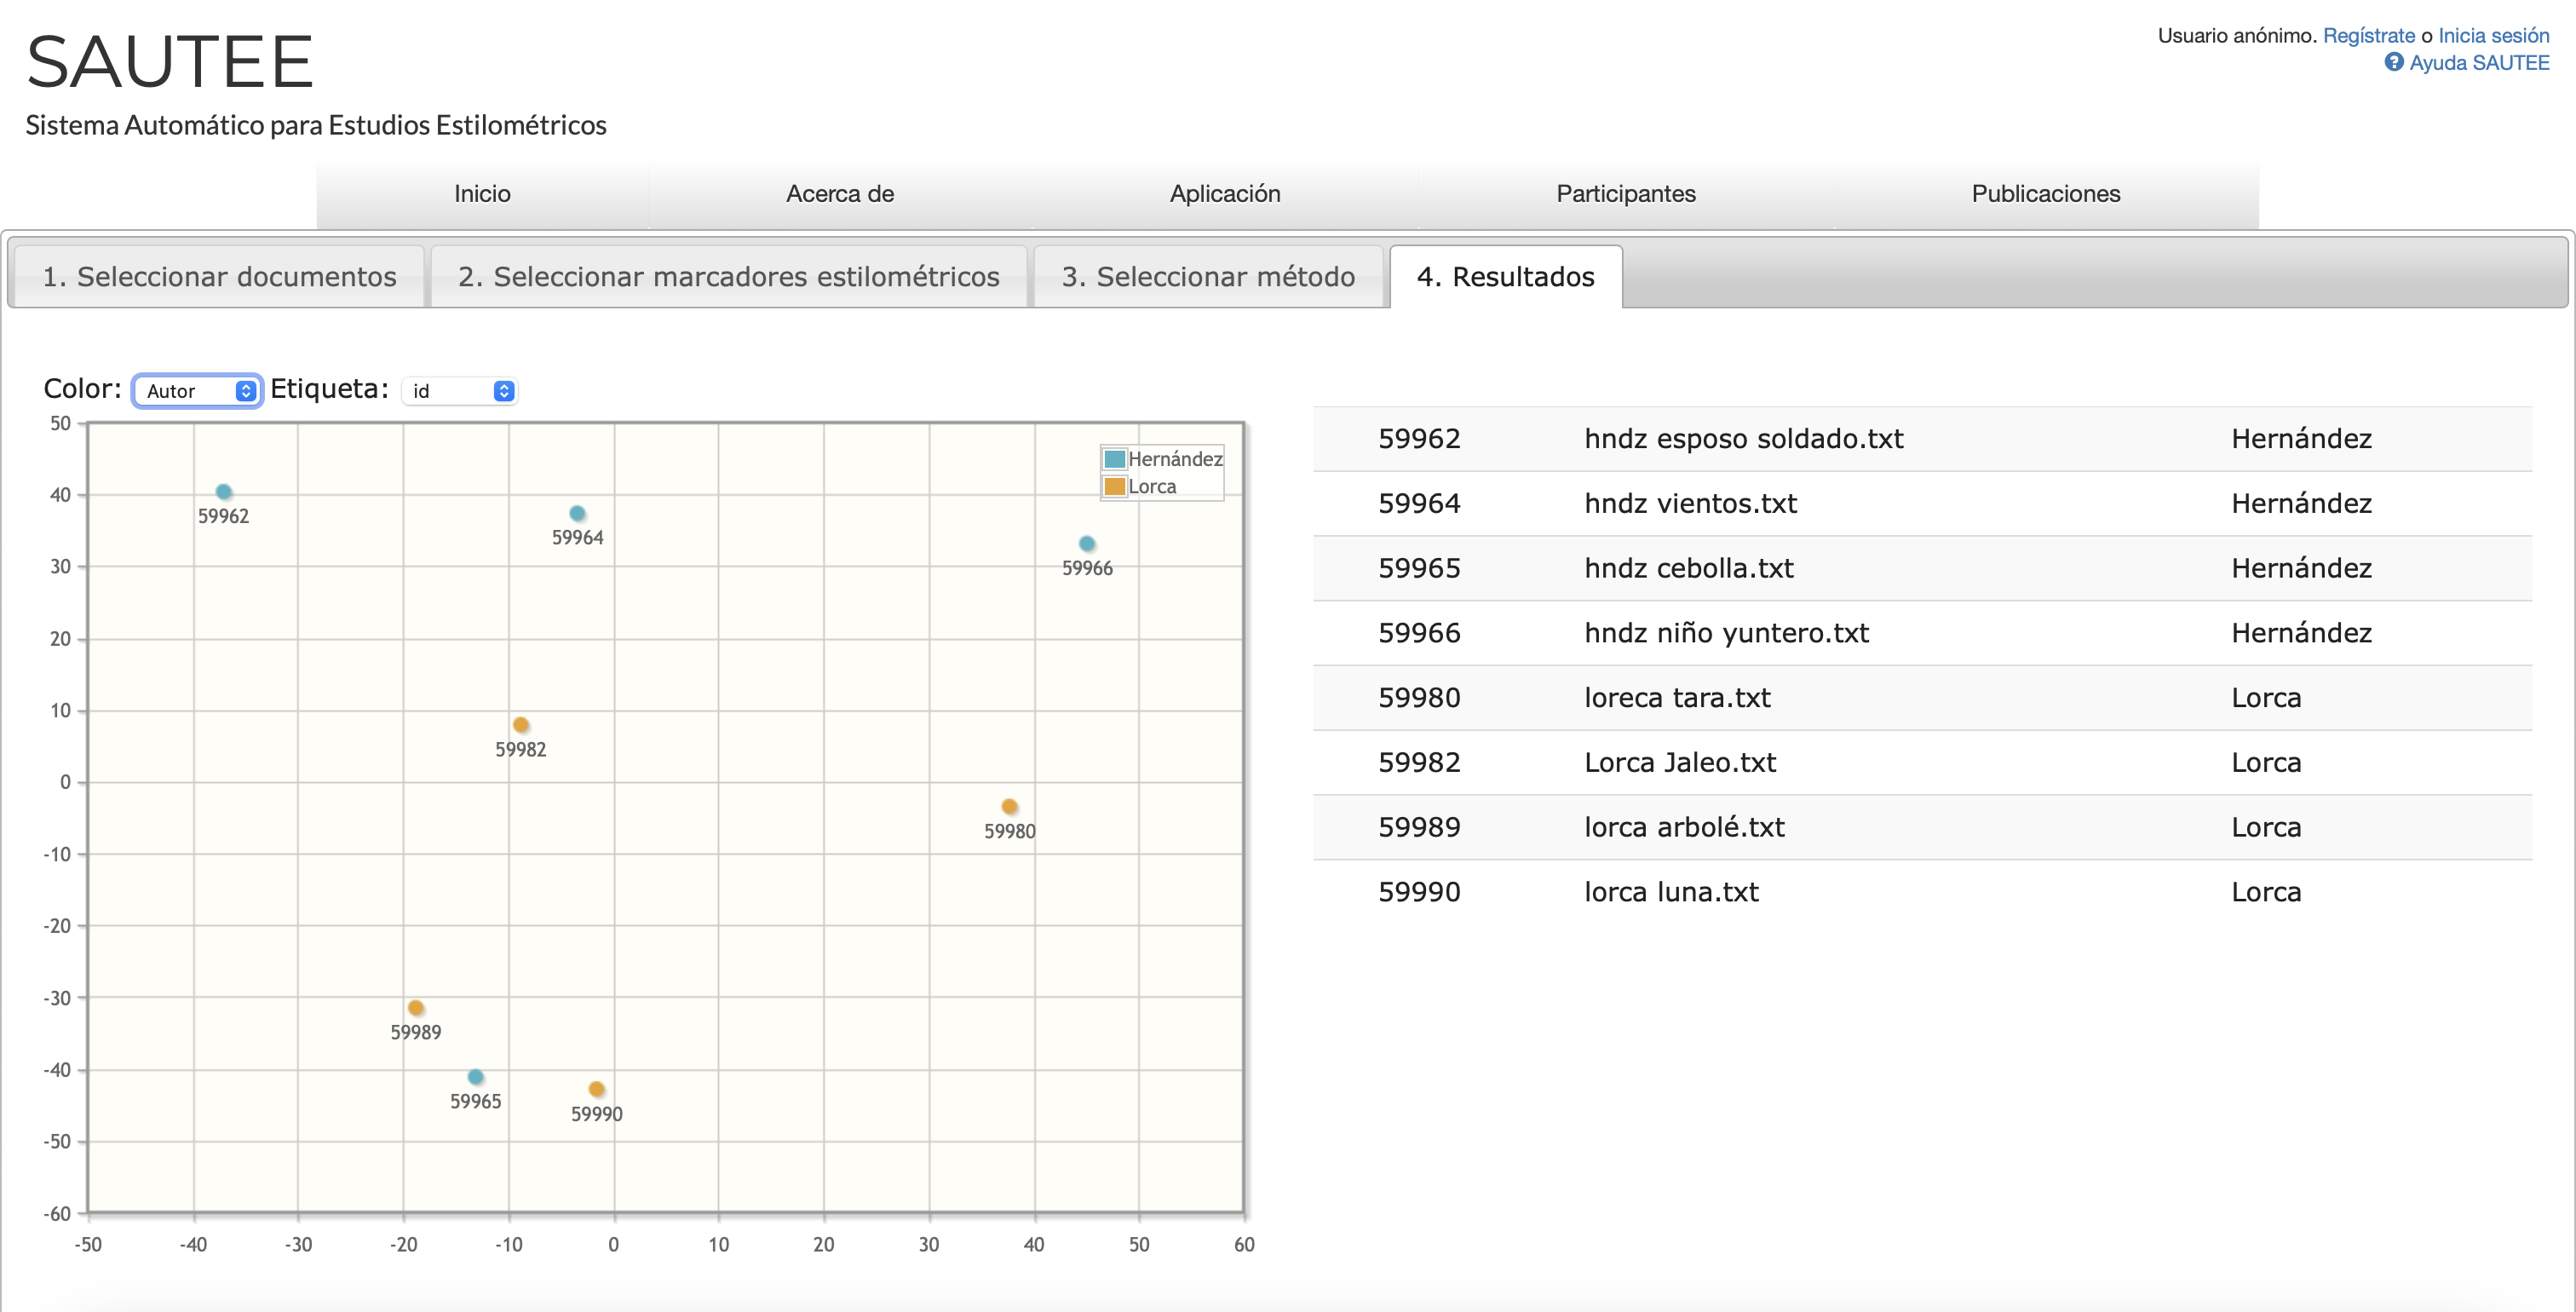 SAUTEE
Usuario anónimo. Regístrate o Inicia sesión
? Ayuda SAUTEE
Sistema Automático para Estudios Estilométricos
Inicio Acerca de Aplicación Participantes Publicaciones
1. Seleccionar documentos 2. Seleccionar marcadores estilométricos 3. Seleccionar método 4. Resultados
Color: Autor Etiqueta: id
50
40
30
20
10
0
-10
-20
-30
-40
-50
-60
-50 -40 -30 -20 -10 0 10 20 30 40 50 60
Hernández
Lorca
59962
59964
59966
59982
59980
59989
59965
59990
59962 hndz esposo soldado.txt Hernández
59964 hndz vientos.txt Hernández
59965 hndz cebolla.txt Hernández
59966 hndz niño yuntero.txt Hernández
59980 loreca tara.txt Lorca
59982 Lorca Jaleo.txt Lorca
59989 lorca arbolé.txt Lorca
59990 lorca luna.txt Lorca